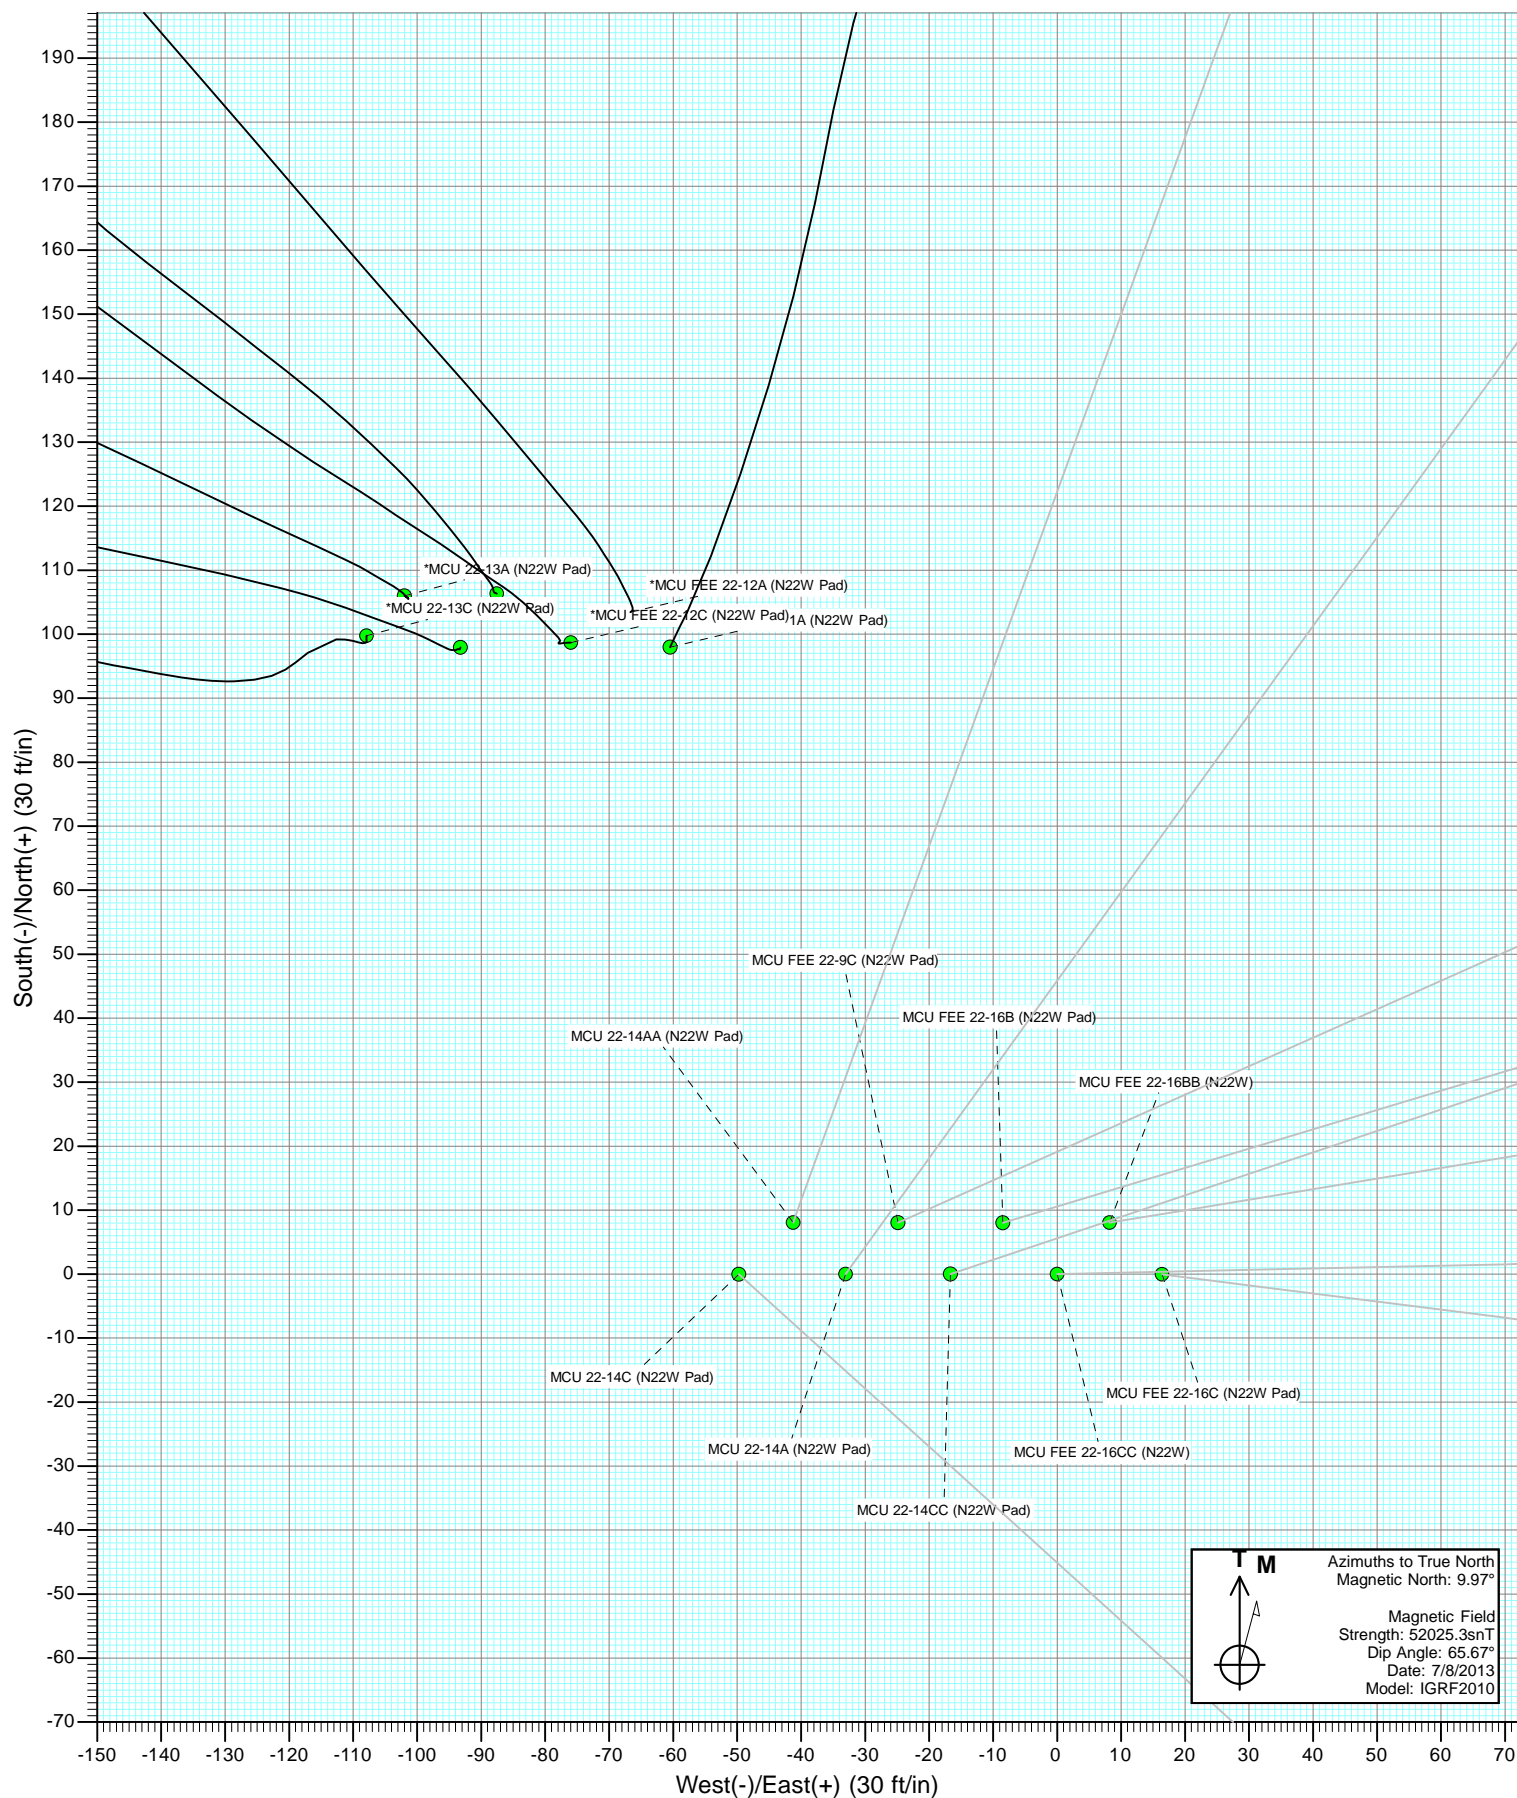 190
180
170
160
150
140
130
120
110
100
90
80
70
60
50
40
30
20
10
0
-10
-20
-30
-40
-50
-60
-70
South(-)/North(+) (30 ft/in)
*MCU 22-13A (N22W Pad)
*MCU FEE 22-12A (N22W Pad)
*MCU 22-13C (N22W Pad)
*MCU FEE 22-12C (N22W Pad)
1A (N22W Pad)
MCU FEE 22-9C (N22W Pad)
MCU FEE 22-16B (N22W Pad)
MCU 22-14AA (N22W Pad)
MCU FEE 22-16BB (N22W)
MCU 22-14C (N22W Pad)
MCU FEE 22-16C (N22W Pad)
MCU 22-14A (N22W Pad)
MCU FEE 22-16CC (N22W)
MCU 22-14CC (N22W Pad)
T M
Azimuths to True North
Magnetic North: 9.97°
Magnetic Field
Strength: 52025.3snT
Dip Angle: 65.67°
Date: 7/8/2013
Model: IGRF2010
-150 -140 -130 -120 -110 -100 -90 -80 -70 -60 -50 -40 -30 -20 -10 0 10 20 30 40 50 60 70
West(-)/East(+) (30 ft/in)